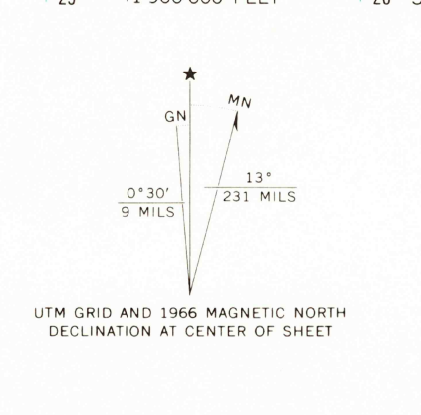 GN
MN
0°30′
9 MILS
13°
231 MILS
UTM GRID AND 1966 MAGNETIC NORTH
DECLINATION AT CENTER OF SHEET